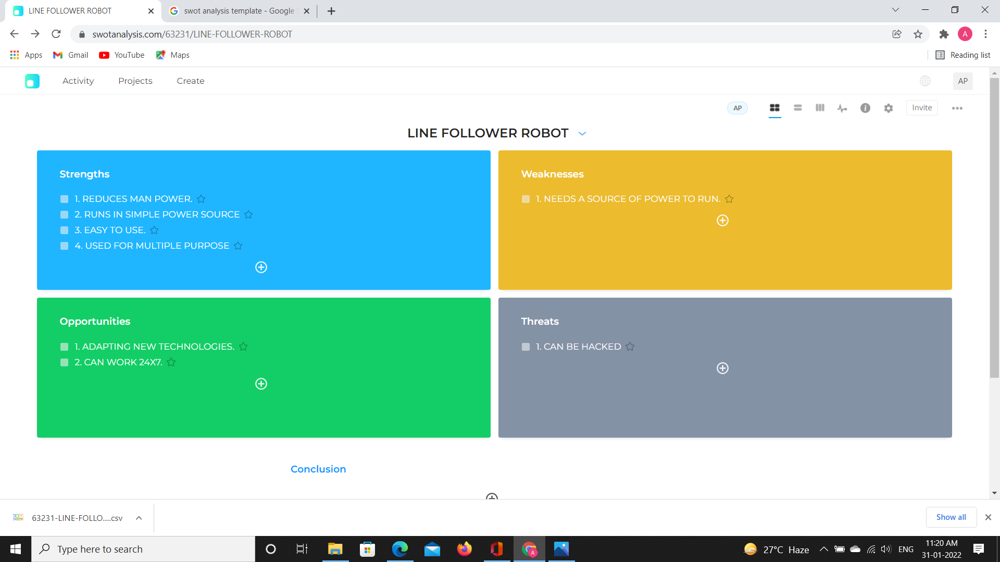 LINE FOLLOWER ROBOT
swot analysis template - Google
swotanalysis.com/63231/LINE-FOLLOWER-ROBOT
A
Apps
Gmail
YouTube
Maps
Reading list
Activity
Projects
Create
AP
AP
Invite
LINE FOLLOWER ROBOT
Strengths
1. REDUCES MAN POWER.
2. RUNS IN SIMPLE POWER SOURCE
3. EASY TO USE.
4. USED FOR MULTIPLE PURPOSE
Weaknesses
1. NEEDS A SOURCE OF POWER TO RUN.
Opportunities
1. ADAPTING NEW TECHNOLOGIES.
2. CAN WORK 24X7.
Threats
1. CAN BE HACKED
Conclusion
63231-LINE-FOLLO....csv
Show all
Type here to search
A
27°C Haze
ENG
11:20 AM
31-01-2022